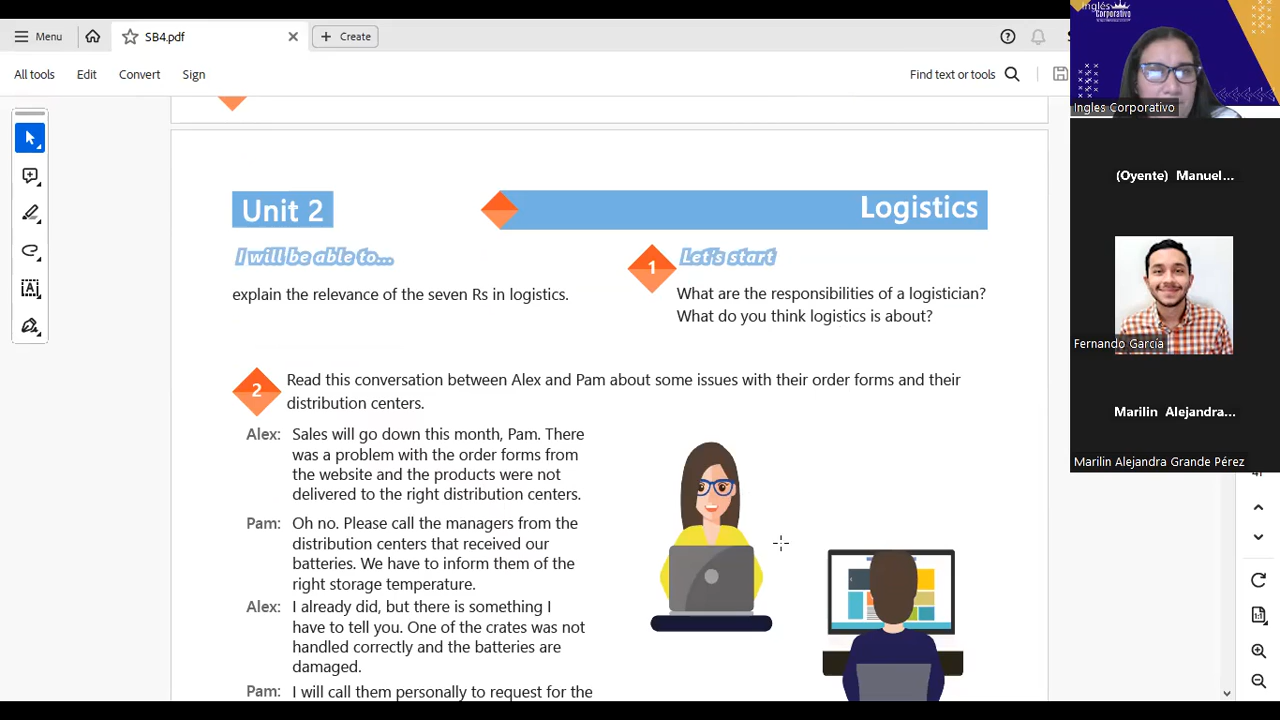 Menu
SB4.pdf
Create
All tools
Edit
Convert
Sign
Find text or tools
Unit 2
Logistics
I will be able to...
explain the relevance of the seven Rs in logistics.
1
Let's start
What are the responsibilities of a logistician?
What do you think logistics is about?
2
Read this conversation between Alex and Pam about some issues with their order forms and their
distribution centers.
Alex: Sales will go down this month, Pam. There
was a problem with the order forms from
the website and the products were not
delivered to the right distribution centers.
Pam: Oh no. Please call the managers from the
distribution centers that received our
batteries. We have to inform them of the
right storage temperature.
Alex: I already did, but there is something I
have to tell you. One of the crates was not
handled correctly and the batteries are
damaged.
Pam: I will call them personally to request for the
Inglés
corporativo
Ingles Corporativo
(Oyente) Manuel...
Fernando García
Marilin Alejandra...
Marilin Alejandra Grande Pérez